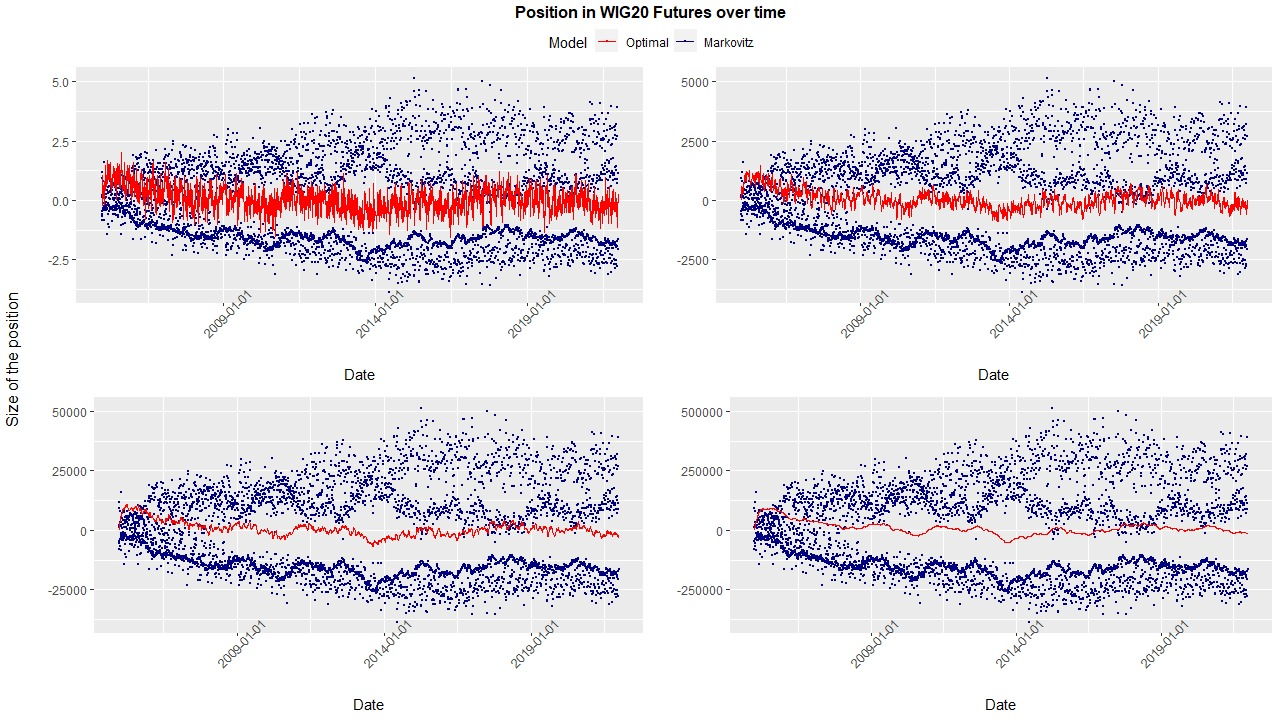 Position in WIG20 Futures over time
Model Optimal Markovitz
Size of the position
5.0
2.5
0.0
-2.5
2009-01-01 2014-01-01 2019-01-01
Date
5000
2500
0
-2500
2009-01-01 2014-01-01 2019-01-01
Date
50000
25000
0
-25000
2009-01-01 2014-01-01 2019-01-01
Date
500000
250000
0
-250000
2009-01-01 2014-01-01 2019-01-01
Date